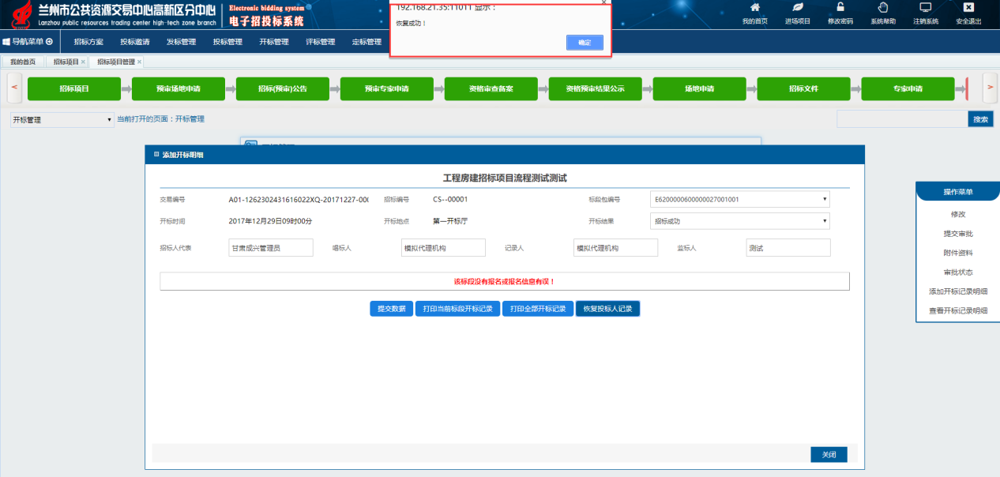 兰州市公共资源交易中心高新区分中心
Lanzhou public resources trading center high-tech zone branch
Electronic bidding system
电子招投标系统
192.168.21.35:11011 显示：
恢复成功！
确定
我的首页 进场项目 修改密码 系统帮助 注销系统 安全退出
导航菜单 招标方案 投标邀请 发标管理 投标管理 开标管理 评标管理 定标管理
我的首页 招标项目 招标项目管理
招标项目 预审场地申请 招标(预审)公告 预审专家申请 资格审查备案 资格预审结果公示 场地申请 招标文件 专家申请
开标管理 当前打开的页面：开标管理 搜索
添加开标明细
工程房建招标项目流程测试测试
交易编号 A01-1262302431616022XQ-20171227-000 招标编号 CS--00001 标段包编号 E6200000600000027001001
开标时间 2017年12月29日09时00分 开标地点 第一开标厅 开标结果 招标成功
招标人代表 甘肃成兴管理员 唱标人 模拟代理机构 记录人 模拟代理机构 监标人 测试
该标段没有报名或报名信息有误！
提交数据 打印当前标段开标记录 打印全部开标记录 恢复投标人记录
关闭
操作菜单
修改
提交审批
附件资料
审批状态
添加开标记录明细
查看开标记录明细